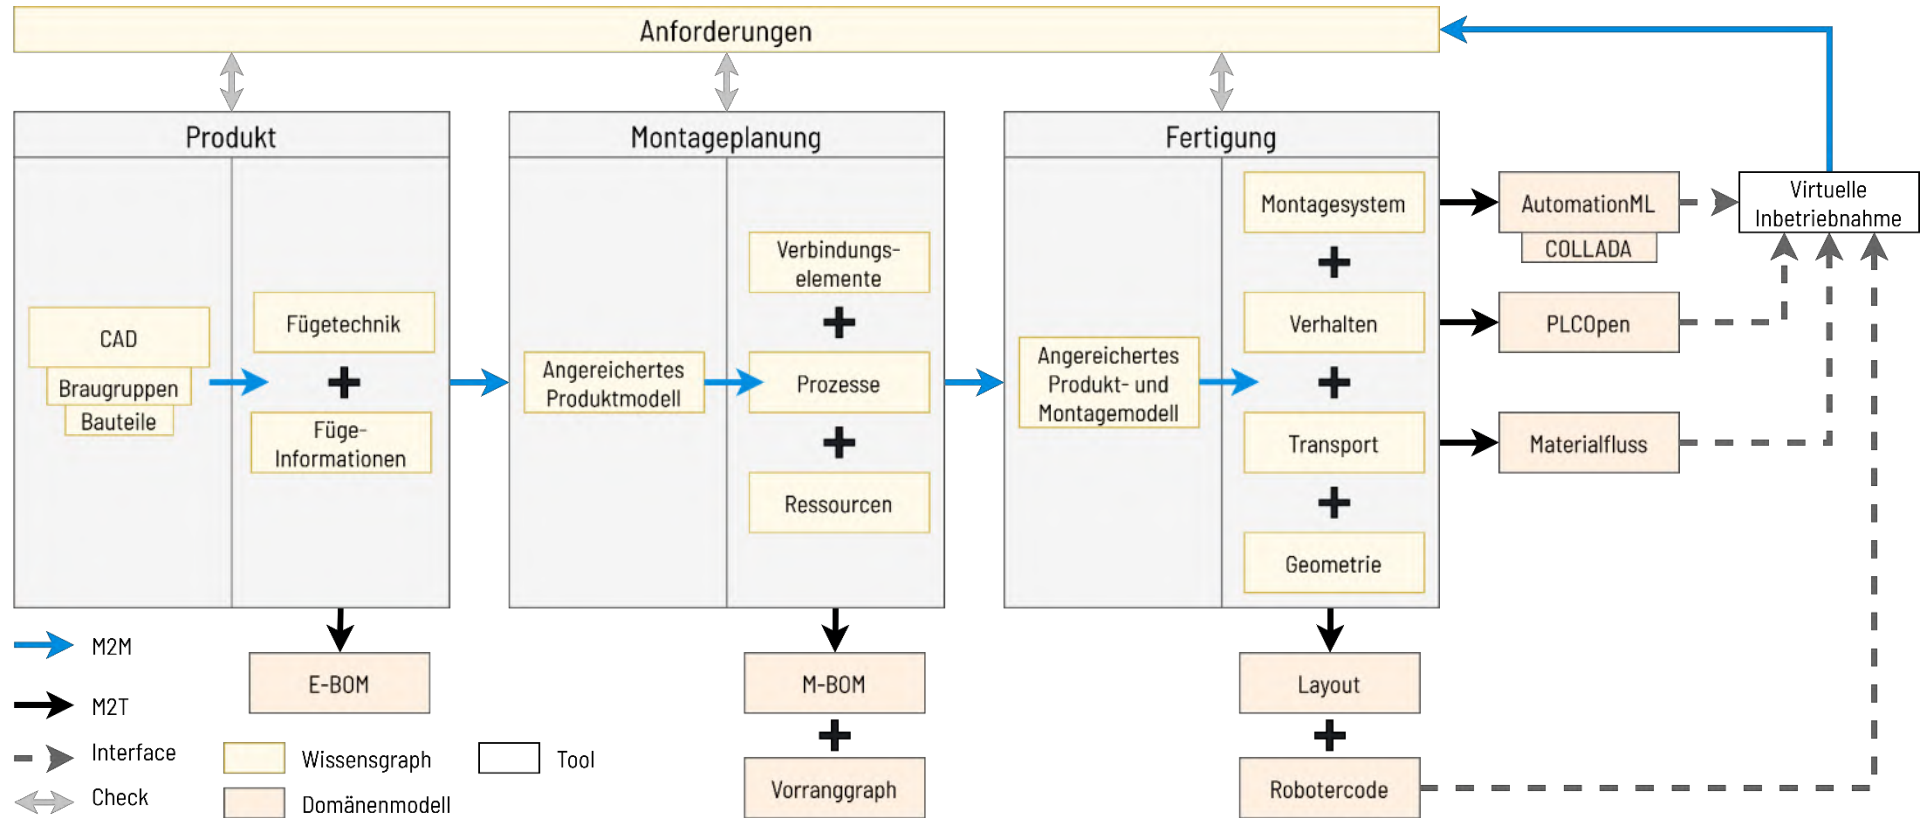 Anforderungen
Produkt
CAD
Braugruppen
Bauteile
Fügetechnik
Füge-
Informationen
E-BOM
Montageplanung
Angereichertes
Produktmodell
Verbindungs-
elemente
Prozesse
Ressourcen
M-BOM
Vorranggraph
Fertigung
Angereichertes
Produkt- und
Montagemodell
Montagesystem
Verhalten
Transport
Geometrie
Layout
Robotercode
AutomationML
COLLADA
PLCOpen
Materialfluss
Virtuelle
Inbetriebnahme
M2M
M2T
Interface
Check
Wissensgraph
Domänenmodell
Tool